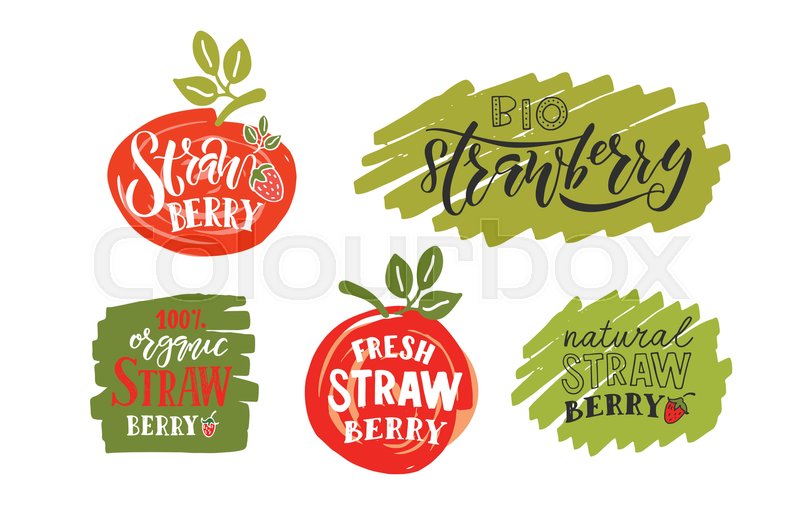 Straw
BERRY
BIO
strawberry
colourbox
100%
organic
STRAW
BERRY
FRESH
STRAW
BERRY
natural
STRAW
BERRY